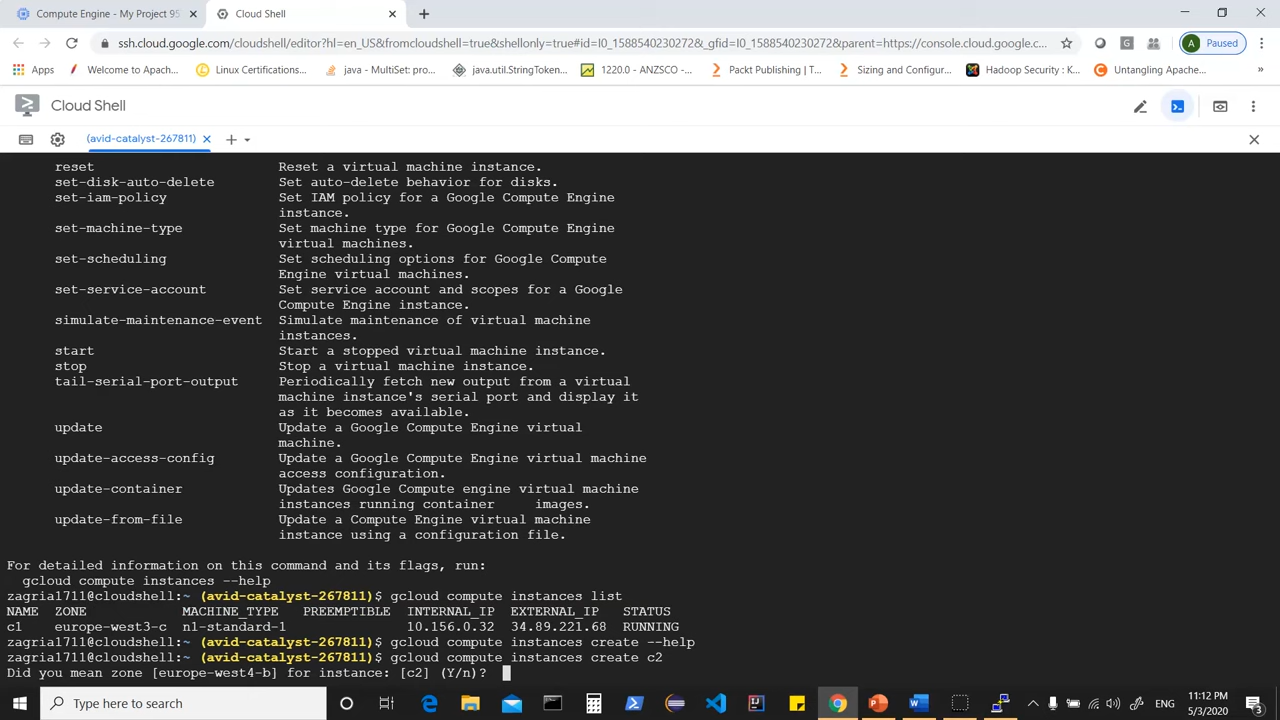 Compute Engine - My Project 95
Cloud Shell
ssh.cloud.google.com/cloudshell/editor?hl=en_US&fromcloudshell=true&shellonly=true#id=I0_1588540230272&_gfid=I0_1588540230272&parent=https://console.cloud.google.c...
A Paused
Apps
Welcome to Apach...
Linux Certifications...
java - MultiSet: pro...
java.util.StringToken...
1220.0 - ANZSCO -...
Packt Publishing | T...
Sizing and Configur...
Hadoop Security : K...
Untangling Apache...
»
Cloud Shell
(avid-catalyst-267811)
reset Reset a virtual machine instance.
set-disk-auto-delete Set auto-delete behavior for disks.
set-iam-policy Set IAM policy for a Google Compute Engine
instance.
set-machine-type Set machine type for Google Compute Engine
virtual machines.
set-scheduling Set scheduling options for Google Compute
Engine virtual machines.
set-service-account Set service account and scopes for a Google
Compute Engine instance.
simulate-maintenance-event Simulate maintenance of virtual machine
instances.
start Start a stopped virtual machine instance.
stop Stop a virtual machine instance.
tail-serial-port-output Periodically fetch new output from a virtual
machine instance's serial port and display it
as it becomes available.
update Update a Google Compute Engine virtual
machine.
update-access-config Update a Google Compute Engine virtual machine
access configuration.
update-container Updates Google Compute engine virtual machine
instances running container images.
update-from-file Update a Compute Engine virtual machine
instance using a configuration file.
For detailed information on this command and its flags, run:
gcloud compute instances --help
zagria1711@cloudshell:~ (avid-catalyst-267811)$ gcloud compute instances list
NAME ZONE MACHINE_TYPE PREEMPTIBLE INTERNAL_IP EXTERNAL_IP STATUS
c1 europe-west3-c n1-standard-1 10.156.0.32 34.89.221.68 RUNNING
zagria1711@cloudshell:~ (avid-catalyst-267811)$ gcloud compute instances create --help
zagria1711@cloudshell:~ (avid-catalyst-267811)$ gcloud compute instances create c2
Did you mean zone [europe-west4-b] for instance: [c2] (Y/n)?
Type here to search
ENG
11:12 PM
5/3/2020
3